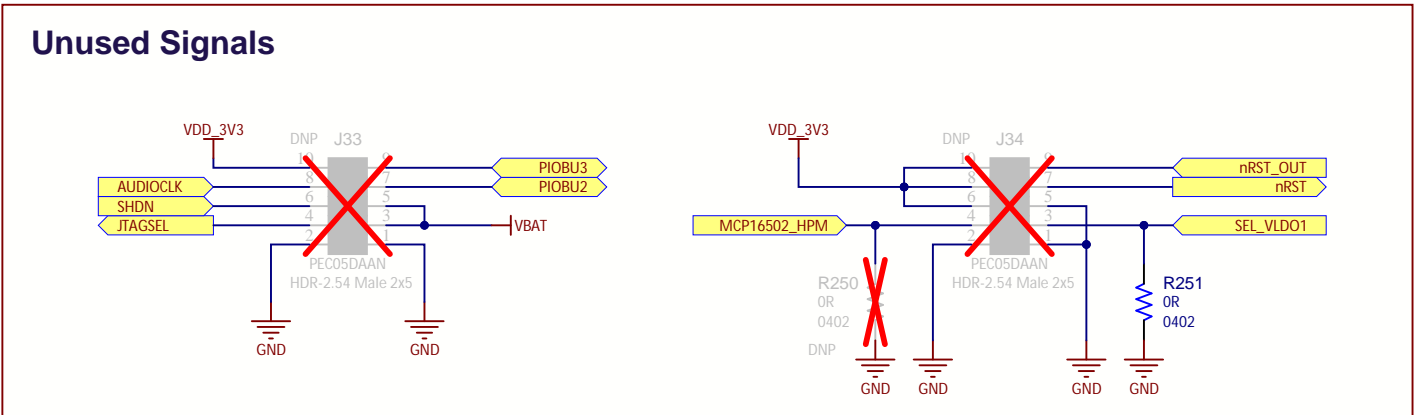 Unused Signals
VDD_3V3
DNP
J33
10
9
PIOBU3
AUDIOCLK
8
7
PIOBU2
SHDN
6
5
JTAGSEL
4
3
VBAT
2
1
PEC05DAAN
HDR-2.54 Male 2x5
GND
GND
VDD_3V3
DNP
J34
10
9
nRST_OUT
8
7
nRST
6
5
MCP16502_HPM
4
3
SEL_VLDO1
2
1
PEC05DAAN
HDR-2.54 Male 2x5
R250
0R
0402
DNP
R251
0R
0402
GND
GND
GND
GND